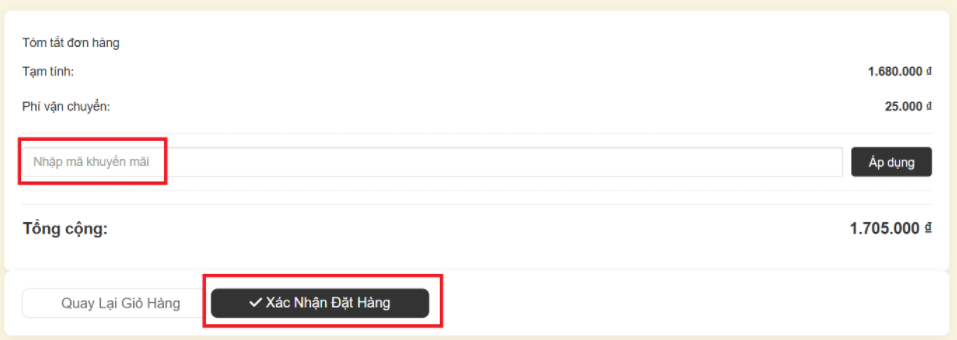 Tóm tắt đơn hàng
Tạm tính: 1.680.000 ₫
Phí vận chuyển: 25.000 ₫
Nhập mã khuyến mãi Áp dụng
Tổng cộng: 1.705.000 ₫
Quay Lại Giỏ Hàng ✓ Xác Nhận Đặt Hàng